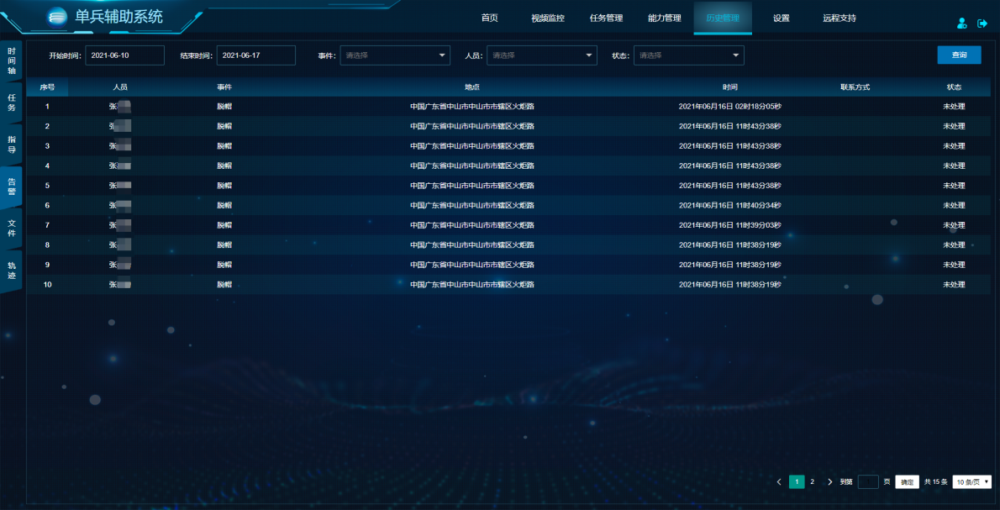 单兵辅助系统
首页 视频监控 任务管理 能力管理 历史管理 设置 远程支持
时间轴
任务
指导
告警
文件
轨迹
开始时间: 2021-06-10 结束时间: 2021-06-17 事件: 请选择 人员: 请选择 状态: 请选择 查询
序号 人员 事件 地点 时间 联系方式 状态
1 张 脱帽 中国广东省中山市中山市市辖区火炬路 2021年06月16日 02时18分05秒 未处理
2 张 脱帽 中国广东省中山市中山市市辖区火炬路 2021年06月16日 11时43分38秒 未处理
3 张 脱帽 中国广东省中山市中山市市辖区火炬路 2021年06月16日 11时43分38秒 未处理
4 张 脱帽 中国广东省中山市中山市市辖区火炬路 2021年06月16日 11时43分38秒 未处理
5 张 脱帽 中国广东省中山市中山市市辖区火炬路 2021年06月16日 11时43分38秒 未处理
6 张 脱帽 中国广东省中山市中山市市辖区火炬路 2021年06月16日 11时40分34秒 未处理
7 张 脱帽 中国广东省中山市中山市市辖区火炬路 2021年06月16日 11时39分03秒 未处理
8 张 脱帽 中国广东省中山市中山市市辖区火炬路 2021年06月16日 11时38分19秒 未处理
9 张 脱帽 中国广东省中山市中山市市辖区火炬路 2021年06月16日 11时38分19秒 未处理
10 张 脱帽 中国广东省中山市中山市市辖区火炬路 2021年06月16日 11时38分19秒 未处理
1 2 到第 页 确定 共 15 条 10 条/页